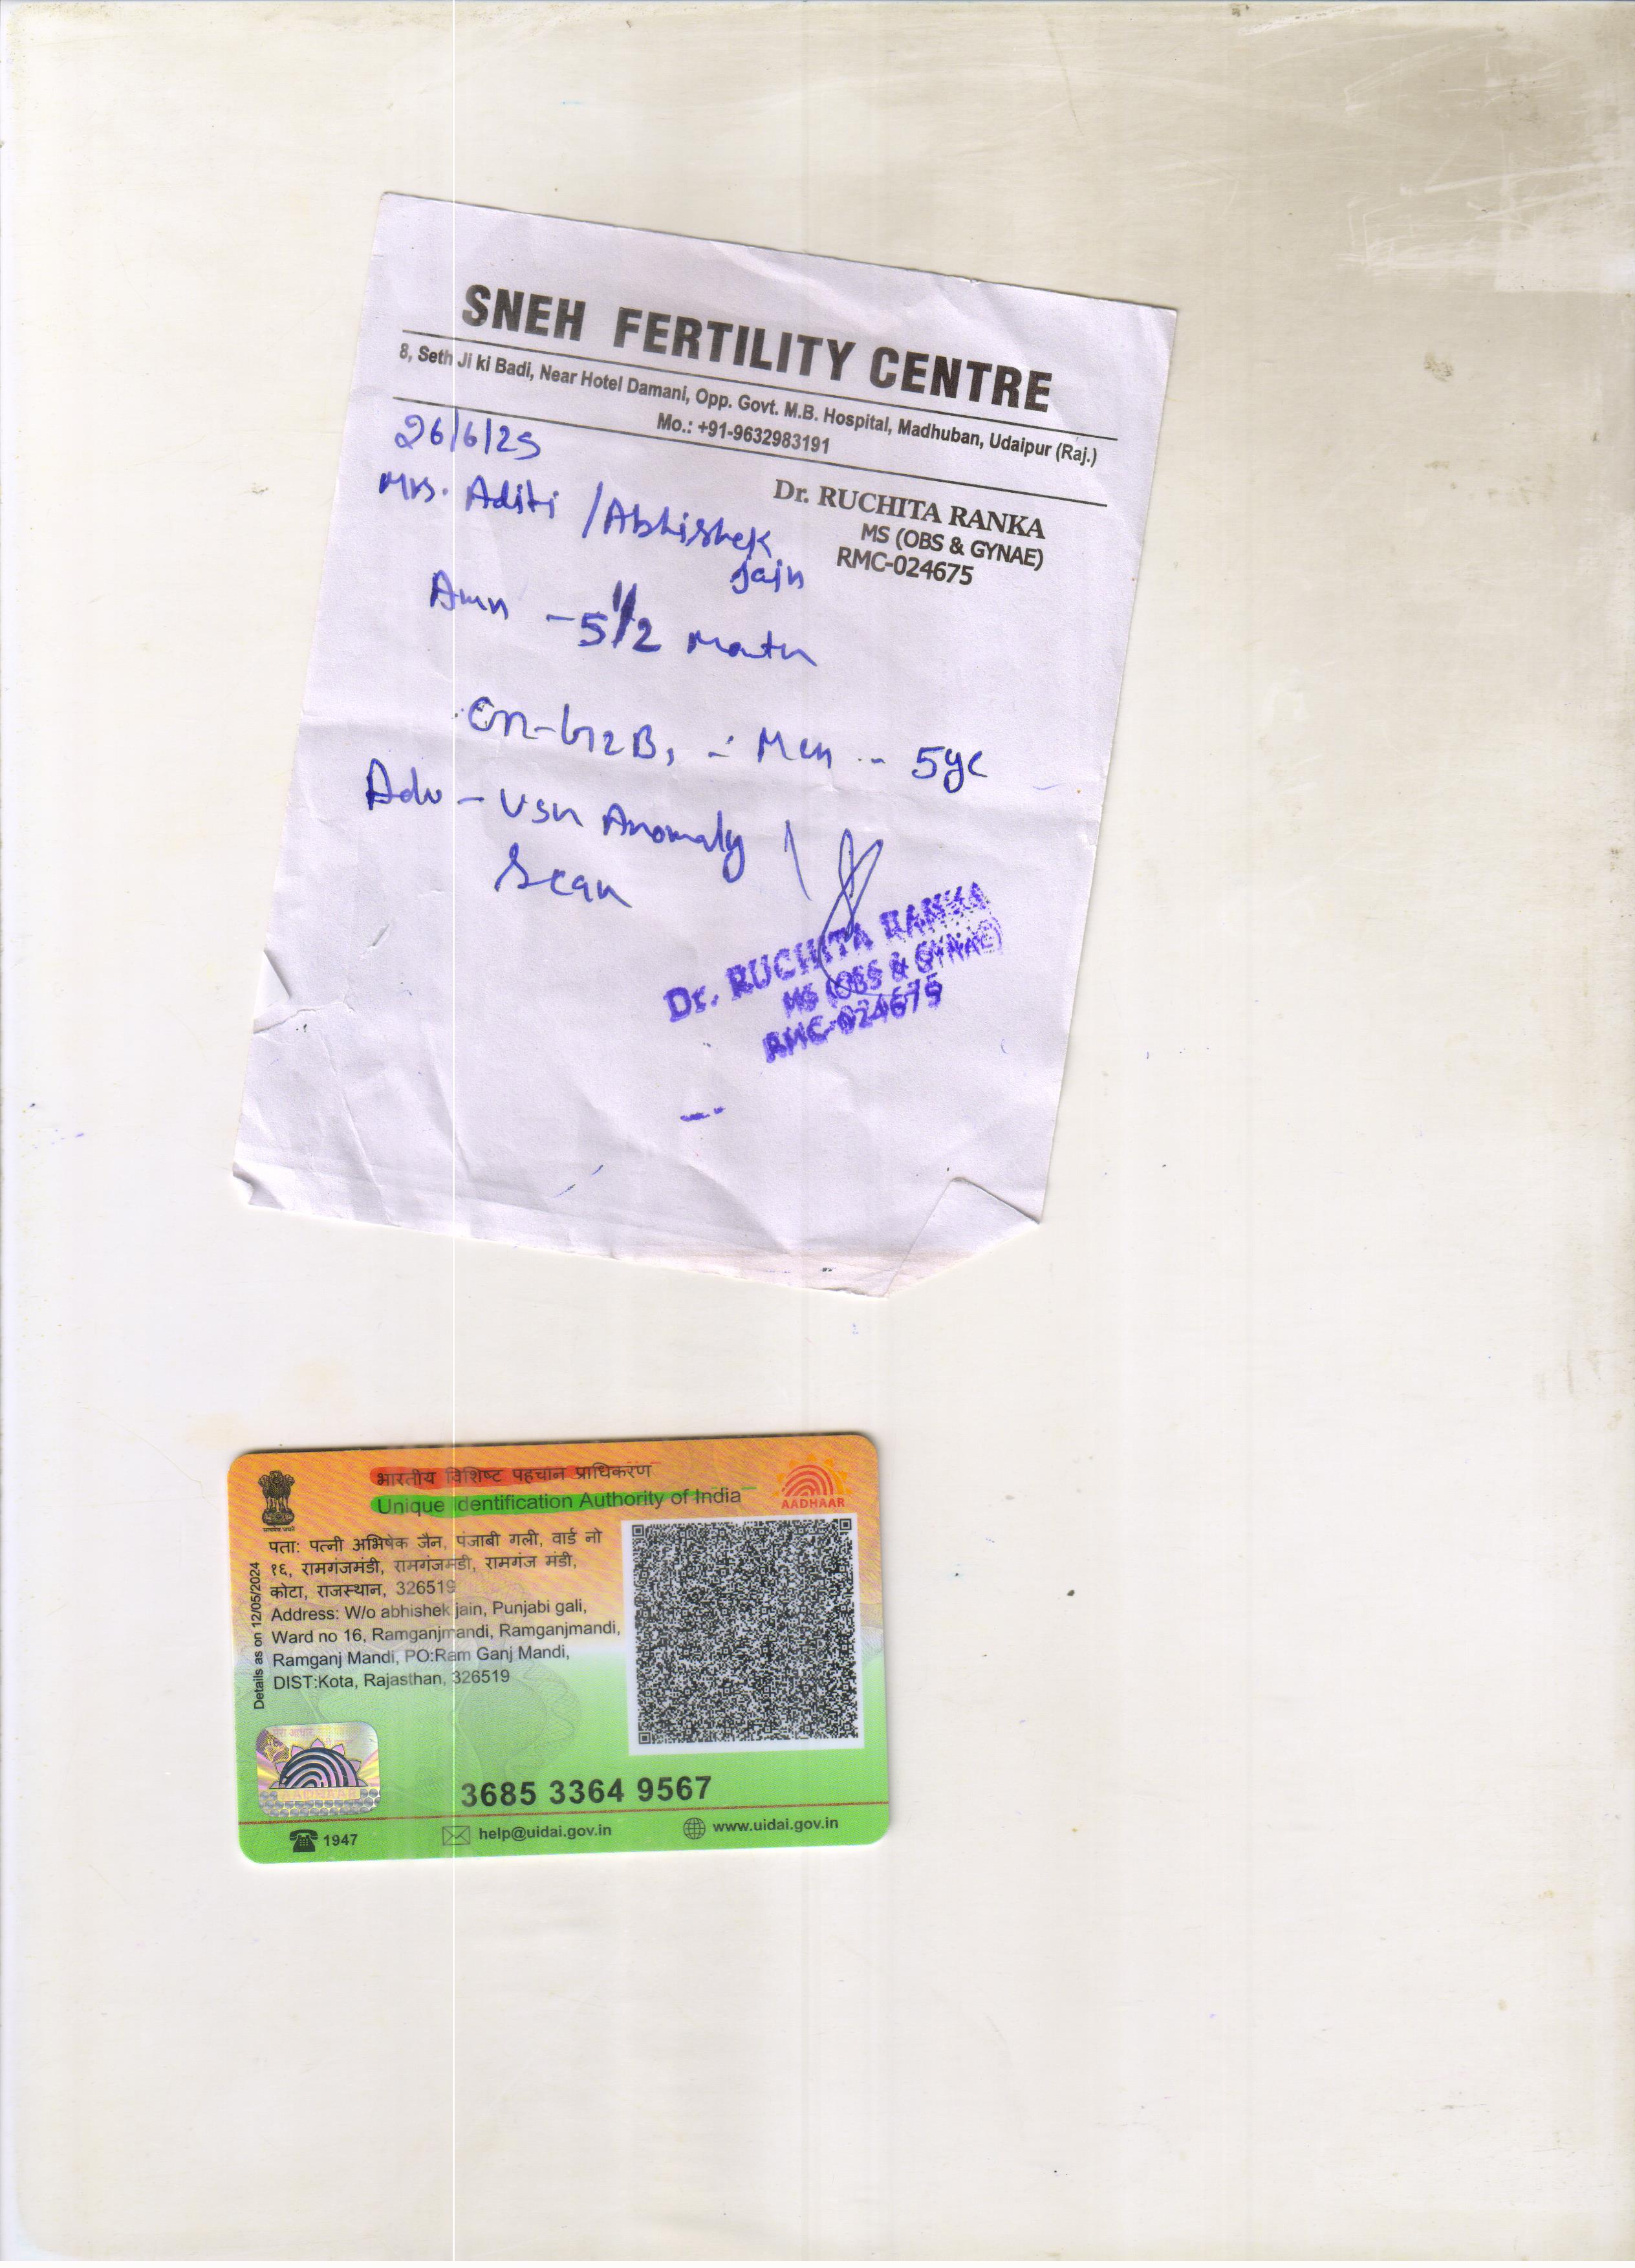 SNEH FERTILITY CENTRE
8, Seth Ji ki Badi, Near Hotel Damani, Opp. Govt. M.B. Hospital, Madhuban, Udaipur (Raj.)
Mo.: +91-9632983191
26/6/25
Dr. RUCHITA RANKA
MS (OBS & GYNAE)
RMC-024675
Mrs. Aditi / Abhishek
Jain
- 5 1/2 Month
5yr
Adv - USG Anomaly
Scan
Dr. RUCHITA RANKA
MS (OBS & GYNAE)
RMC-024675
भारतीय विशिष्ट पहचान प्राधिकरण
Unique Identification Authority of India
AADHAAR
Details as on 12/05/2024
पता: पत्नी अभिषेक जैन, पंजाबी गली, वार्ड नो
१६, रामगंजमंडी, रामगंजमंडी, रामगंज मंडी,
कोटा, राजस्थान, 326519
Address: W/o abhishek jain, Punjabi gali,
Ward no 16, Ramganjmandi, Ramganjmandi,
Ramganj Mandi, PO:Ram Ganj Mandi,
DIST:Kota, Rajasthan, 326519
AADHAAR
3685 3364 9567
1947
help@uidai.gov.in
www.uidai.gov.in